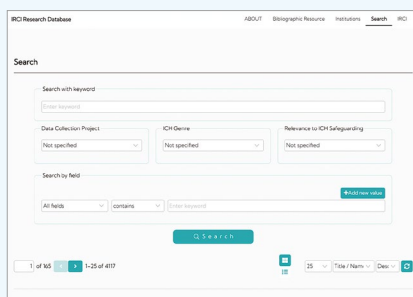 IRCI Research Database ABOUT Bibliographic Resource Institutions Search IRCI
Search
Search with keyword
Enter keyword
Data Collection Project ICH Genre Relevance to ICH Safeguarding
Not specified Not specified Not specified
Search by field
+Add new value
All fields contains Enter keyword
Search
1 of 165 1-25 of 4117 25 Title / Nam Desc